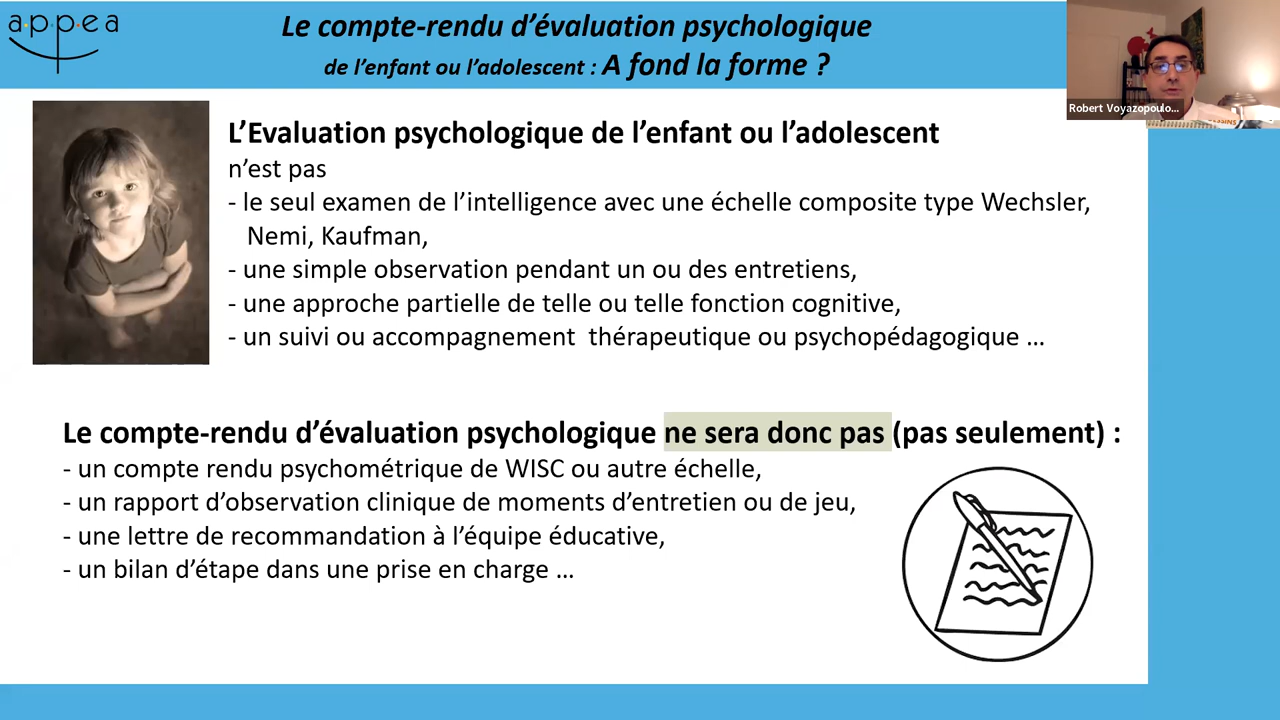 appea
Le compte-rendu d’évaluation psychologique
de l’enfant ou l’adolescent : A fond la forme ?
Robert Voyazopoulo...
L’Evaluation psychologique de l’enfant ou l’adolescent
n’est pas
- le seul examen de l’intelligence avec une échelle composite type Wechsler,
Nemi, Kaufman,
- une simple observation pendant un ou des entretiens,
- une approche partielle de telle ou telle fonction cognitive,
- un suivi ou accompagnement  thérapeutique ou psychopédagogique …
Le compte-rendu d’évaluation psychologique ne sera donc pas (pas seulement) :
- un compte rendu psychométrique de WISC ou autre échelle,
- un rapport d’observation clinique de moments d’entretien ou de jeu,
- une lettre de recommandation à l’équipe éducative,
- un bilan d’étape dans une prise en charge …